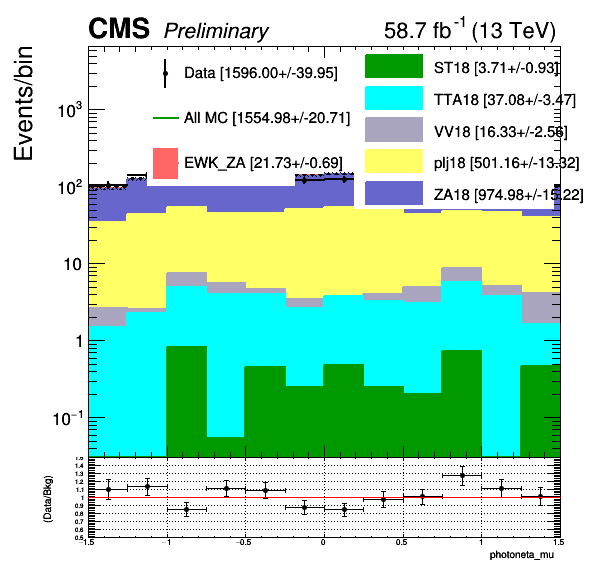 CMS Preliminary 58.7 fb⁻¹ (13 TeV)
Events/bin
Data [1596.00+/-39.95]
All MC [1554.98+/-20.71]
EWK_ZA [21.73+/-0.69]
ST18 [3.71+/-0.93]
TTA18 [37.08+/-3.47]
VV18 [16.33+/-2.56]
plj18 [501.16+/-13.32]
ZA18 [974.98+/-15.22]
10³
10²
10
1
10⁻¹
(Data/Bkg)
1.5
1.4
1.3
1.2
1.1
1
0.9
0.8
0.7
0.6
0.5
-1.5 -1 -0.5 0 0.5 1 1.5
photoneta_mu